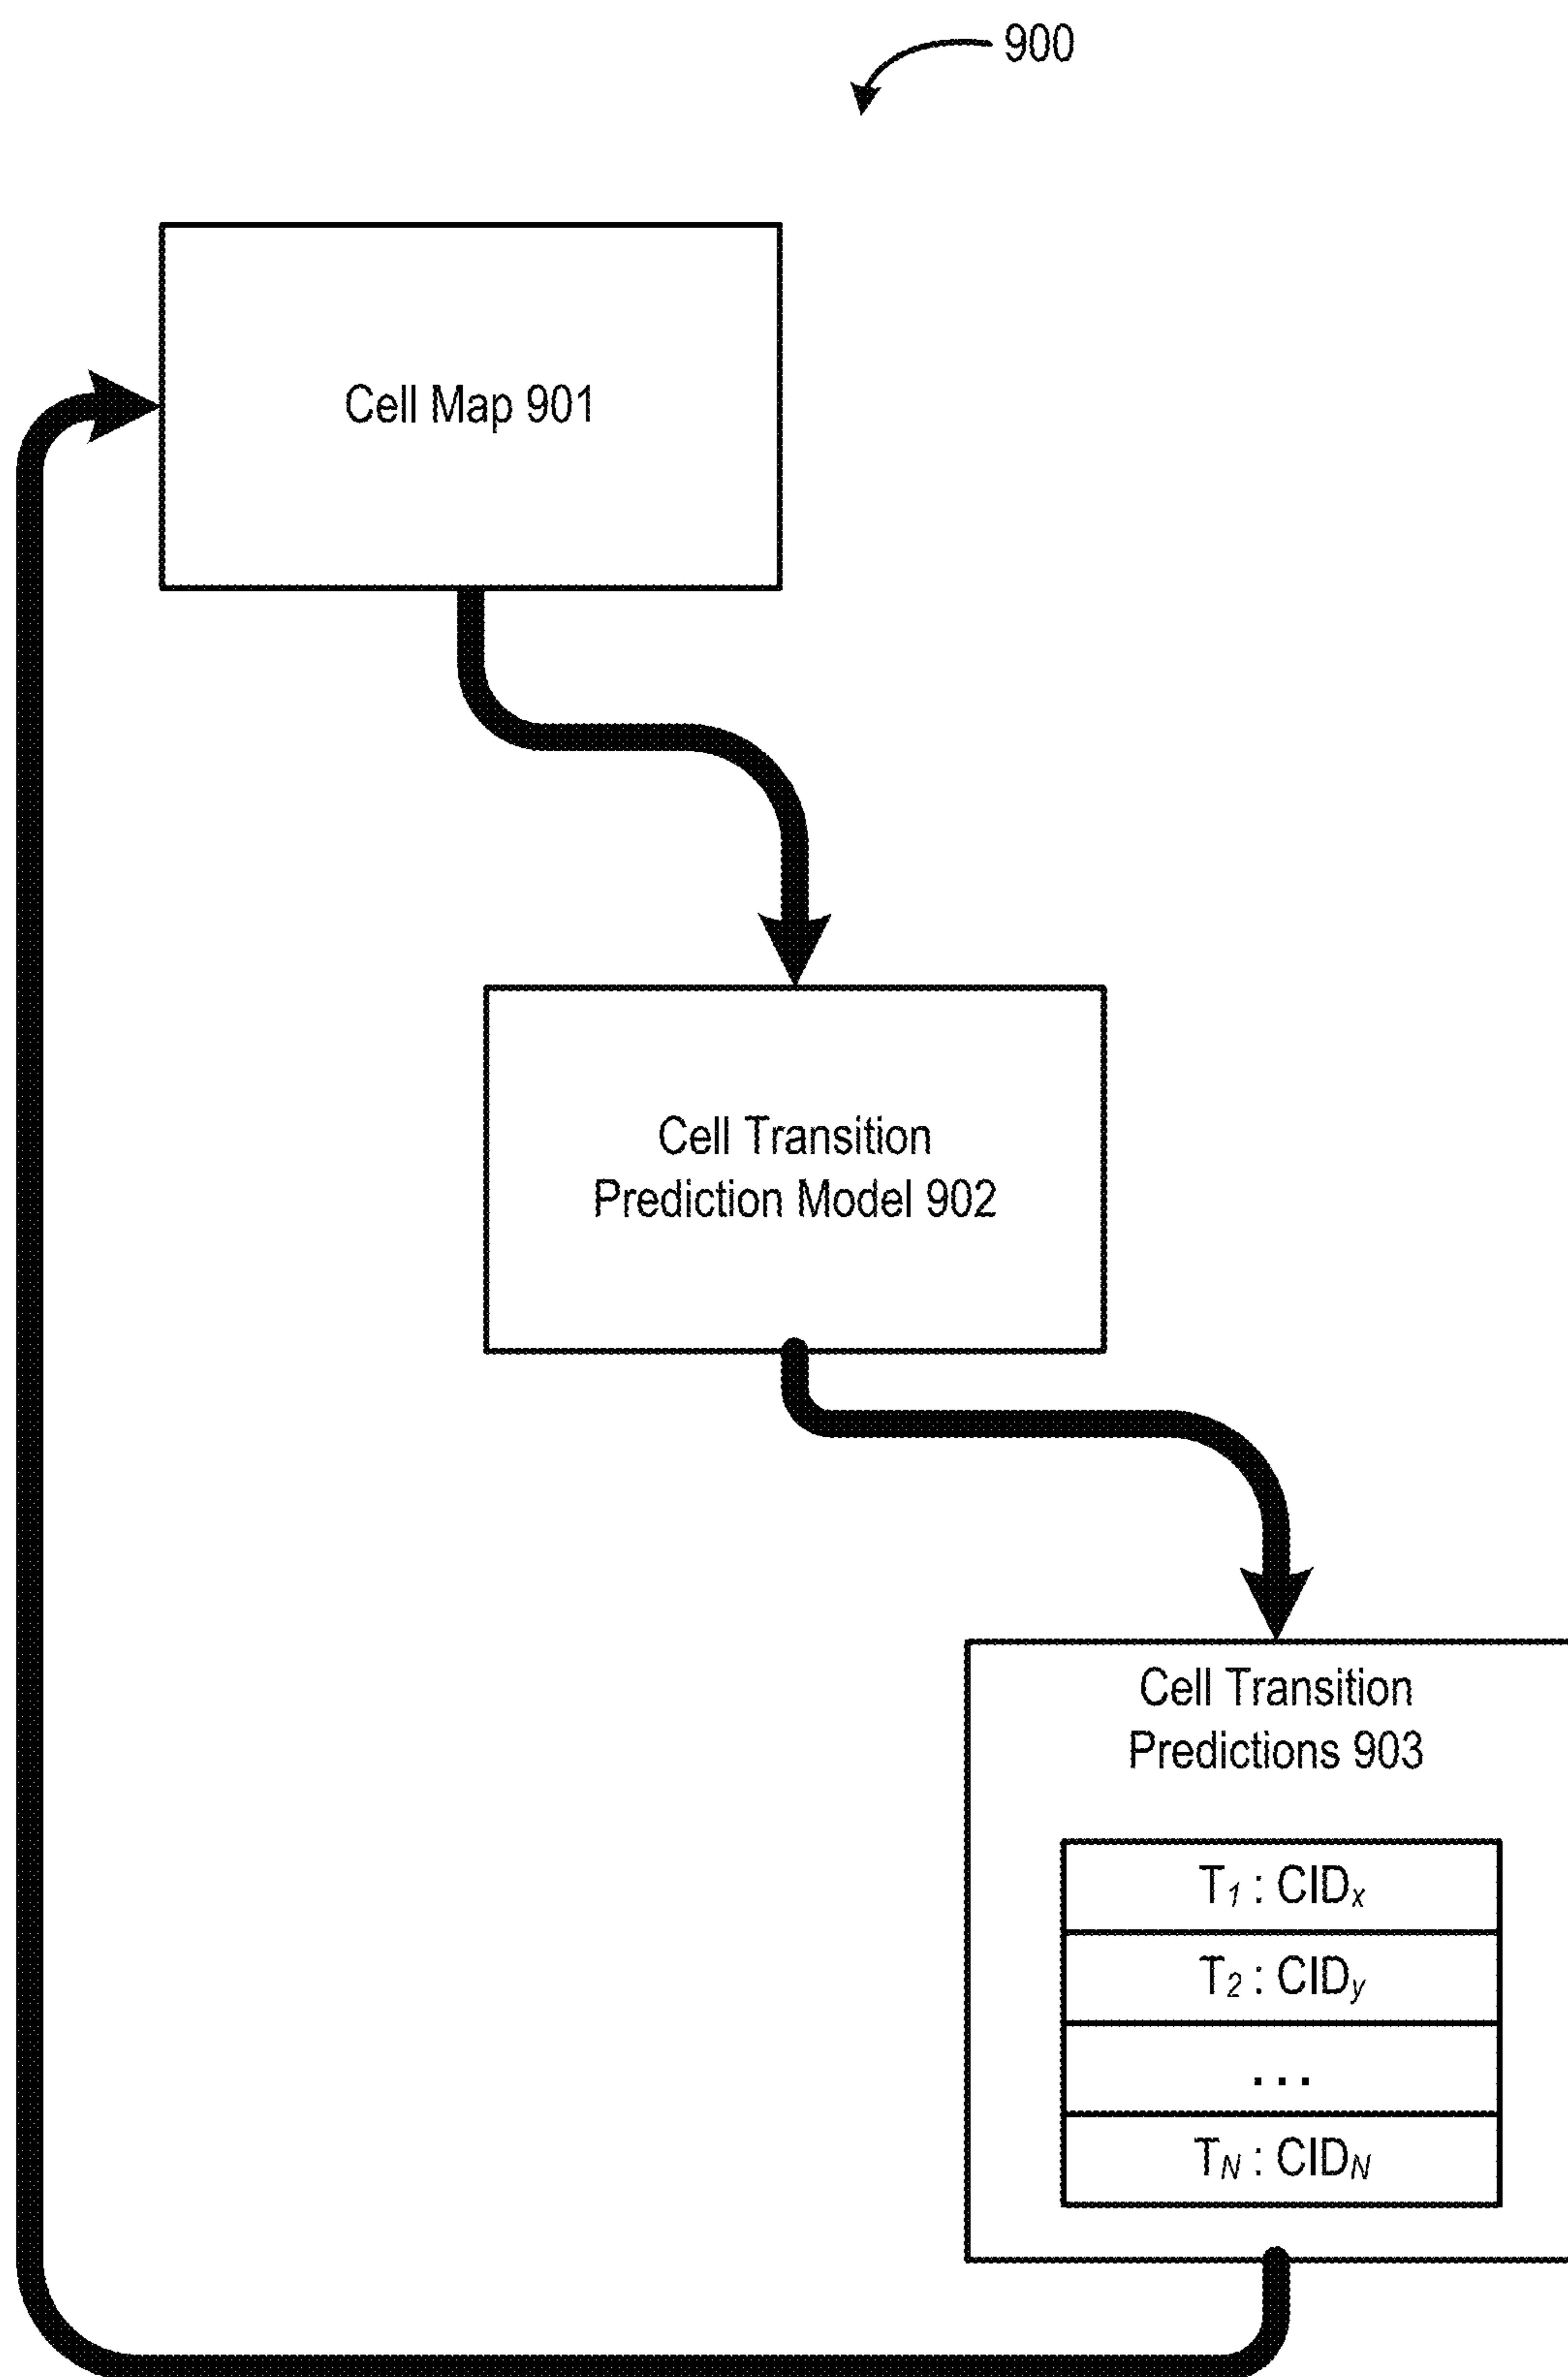 900
Cell Map 901
Cell Transition
Prediction Model 902
Cell Transition
Predictions 903
T1 : CIDx
T2 : CIDy
...
TN : CIDN